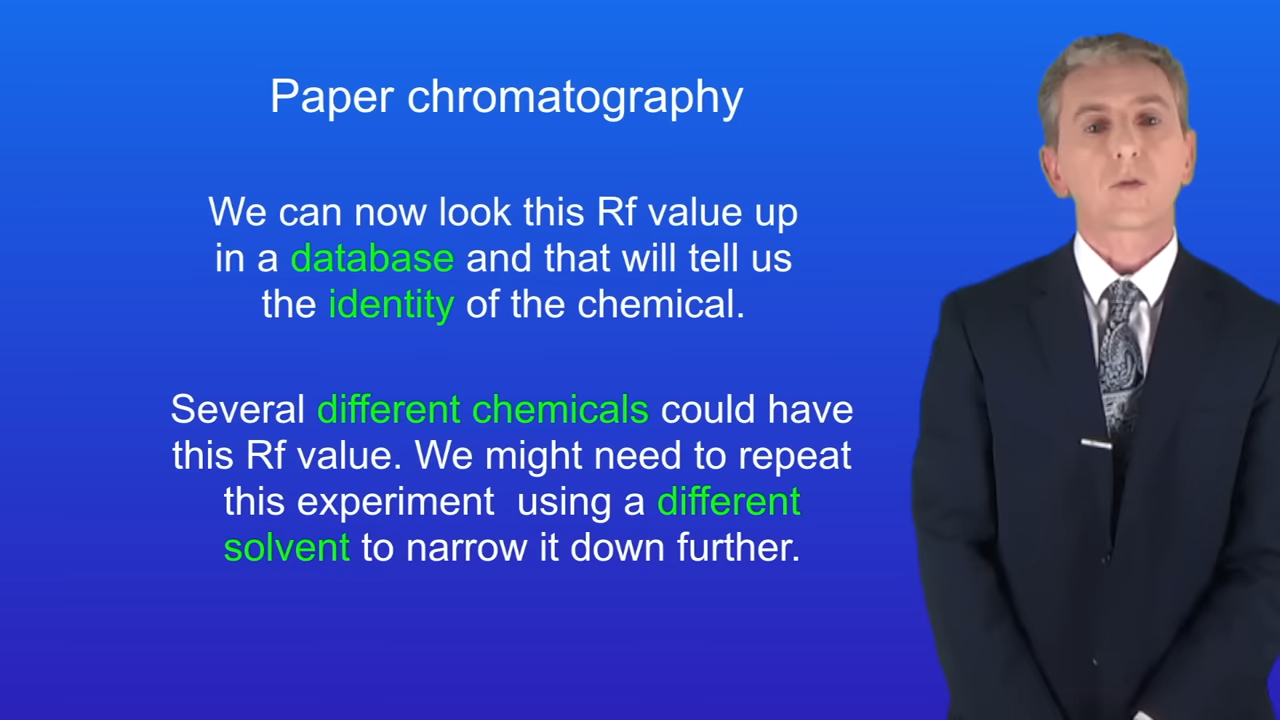 Paper chromatography
We can now look this Rf value up
in a database and that will tell us
the identity of the chemical.
Several different chemicals could have
this Rf value. We might need to repeat
this experiment  using a different
solvent to narrow it down further.